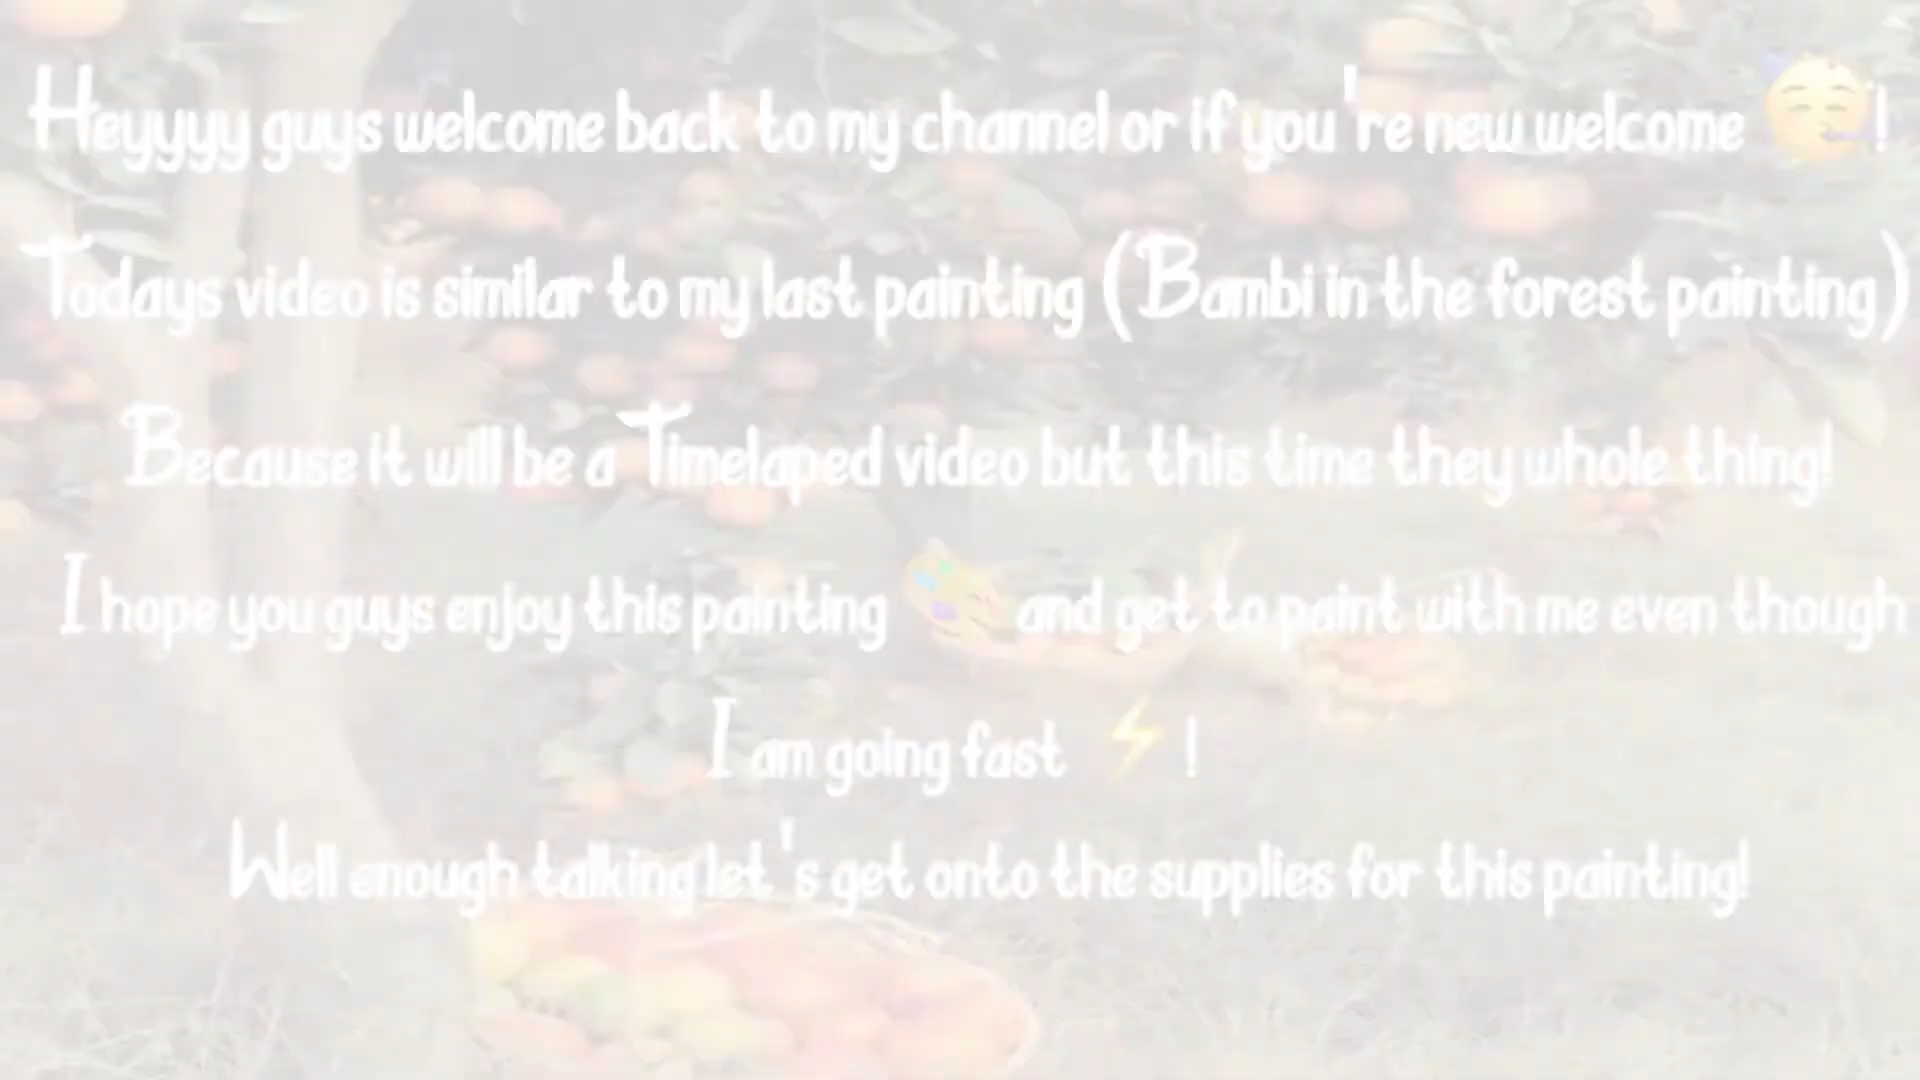 Heyyyy guys welcome back to my channel or if you're new welcome 🥳!
Todays video is similar to my last painting (Bambi in the forest painting)
Because it will be a Timelaped video but this time they whole thing!
I hope you guys enjoy this painting 🎨 and get to paint with me even though
I am going fast ⚡ !
Well enough talking let's get onto the supplies for this painting!